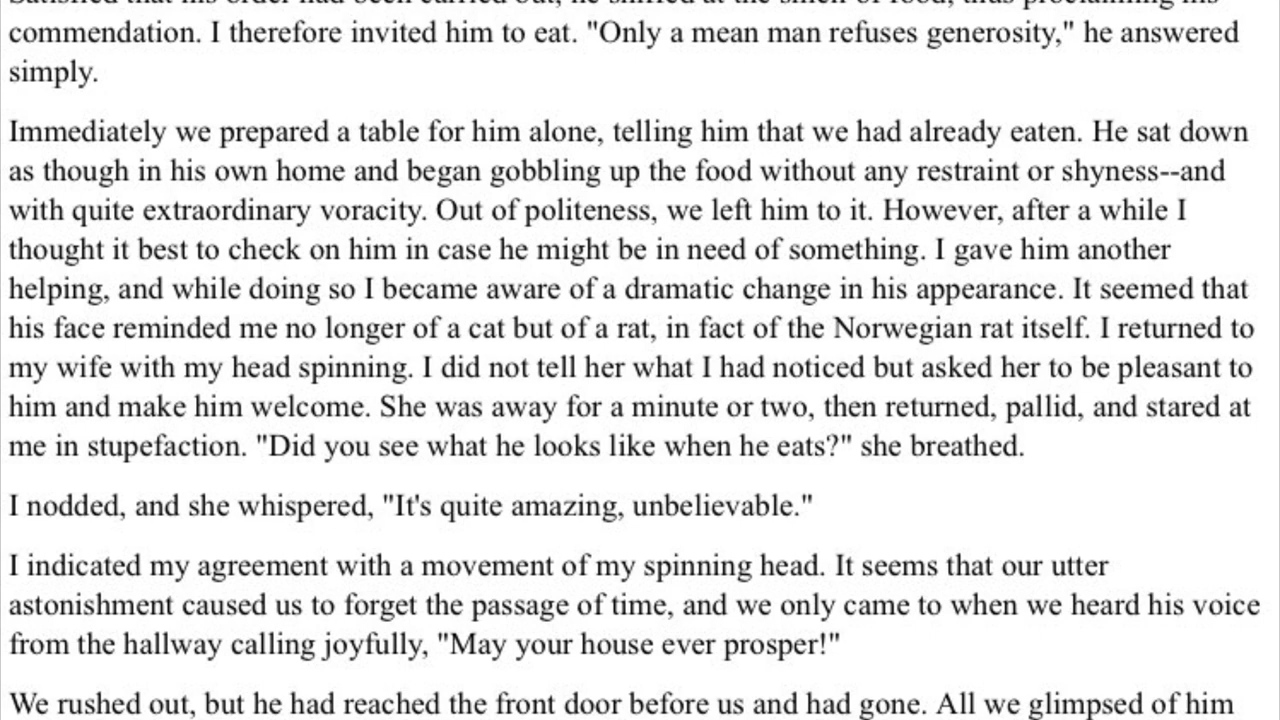 commendation. I therefore invited him to eat. "Only a mean man refuses generosity," he answered
simply.
Immediately we prepared a table for him alone, telling him that we had already eaten. He sat down
as though in his own home and began gobbling up the food without any restraint or shyness--and
with quite extraordinary voracity. Out of politeness, we left him to it. However, after a while I
thought it best to check on him in case he might be in need of something. I gave him another
helping, and while doing so I became aware of a dramatic change in his appearance. It seemed that
his face reminded me no longer of a cat but of a rat, in fact of the Norwegian rat itself. I returned to
my wife with my head spinning. I did not tell her what I had noticed but asked her to be pleasant to
him and make him welcome. She was away for a minute or two, then returned, pallid, and stared at
me in stupefaction. "Did you see what he looks like when he eats?" she breathed.
I nodded, and she whispered, "It's quite amazing, unbelievable."
I indicated my agreement with a movement of my spinning head. It seems that our utter
astonishment caused us to forget the passage of time, and we only came to when we heard his voice
from the hallway calling joyfully, "May your house ever prosper!"
We rushed out, but he had reached the front door before us and had gone. All we glimpsed of him